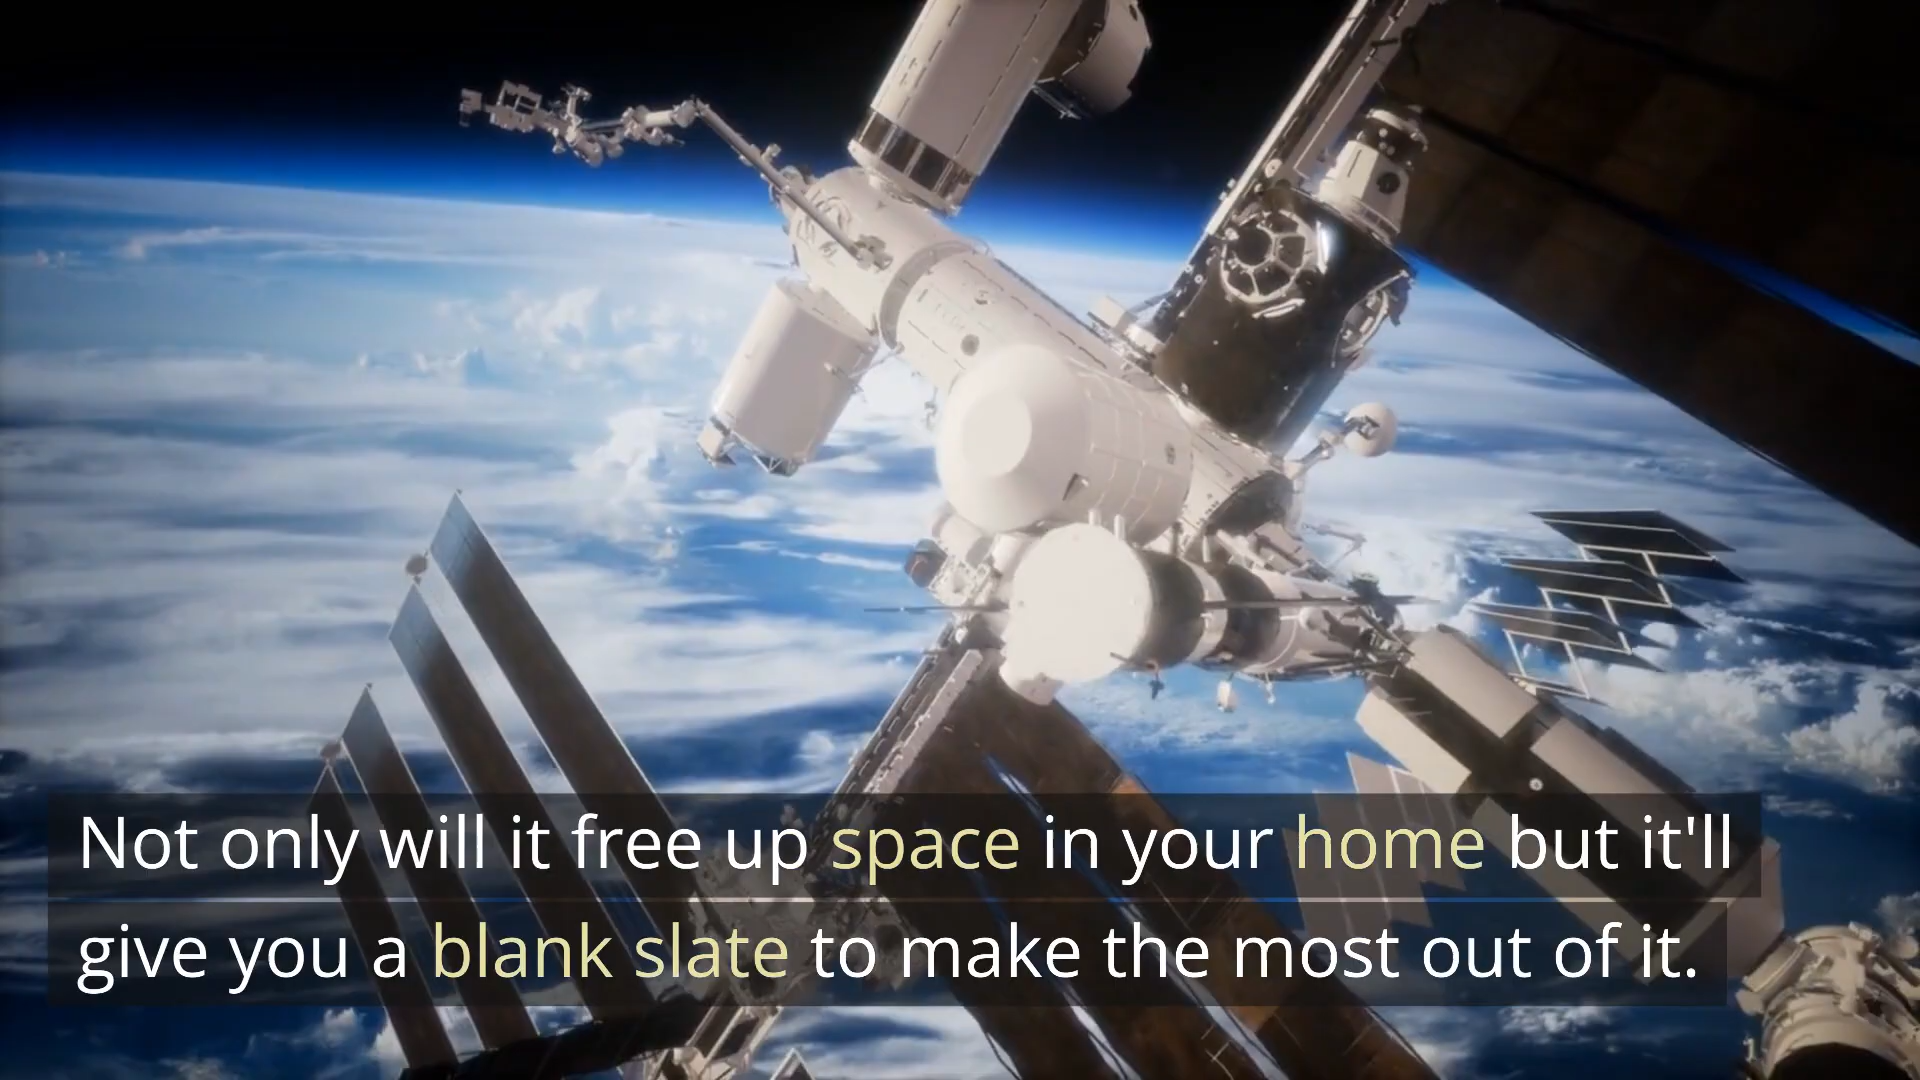 Not only will it free up space in your home but it'll
give you a blank slate to make the most out of it.